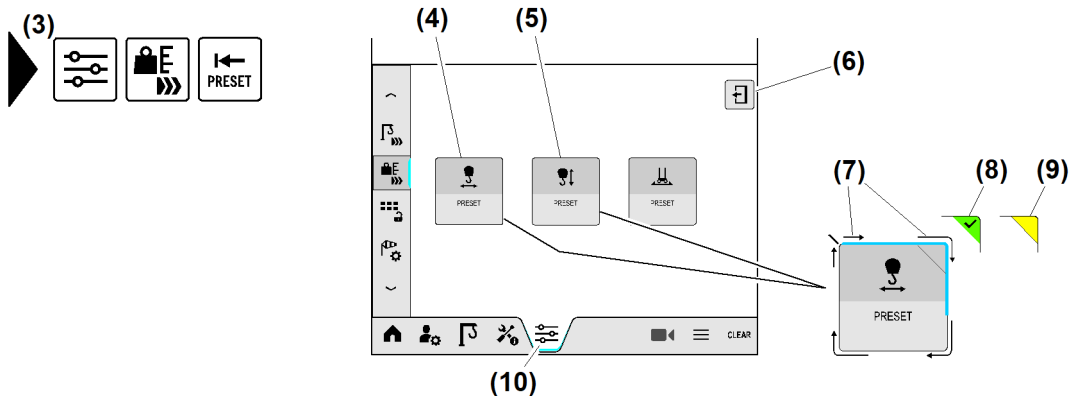 (3)
PRESET
(4)
(5)
(6)
PRESET
PRESET
PRESET
CLEAR
(10)
(7)
(8)
(9)
PRESET